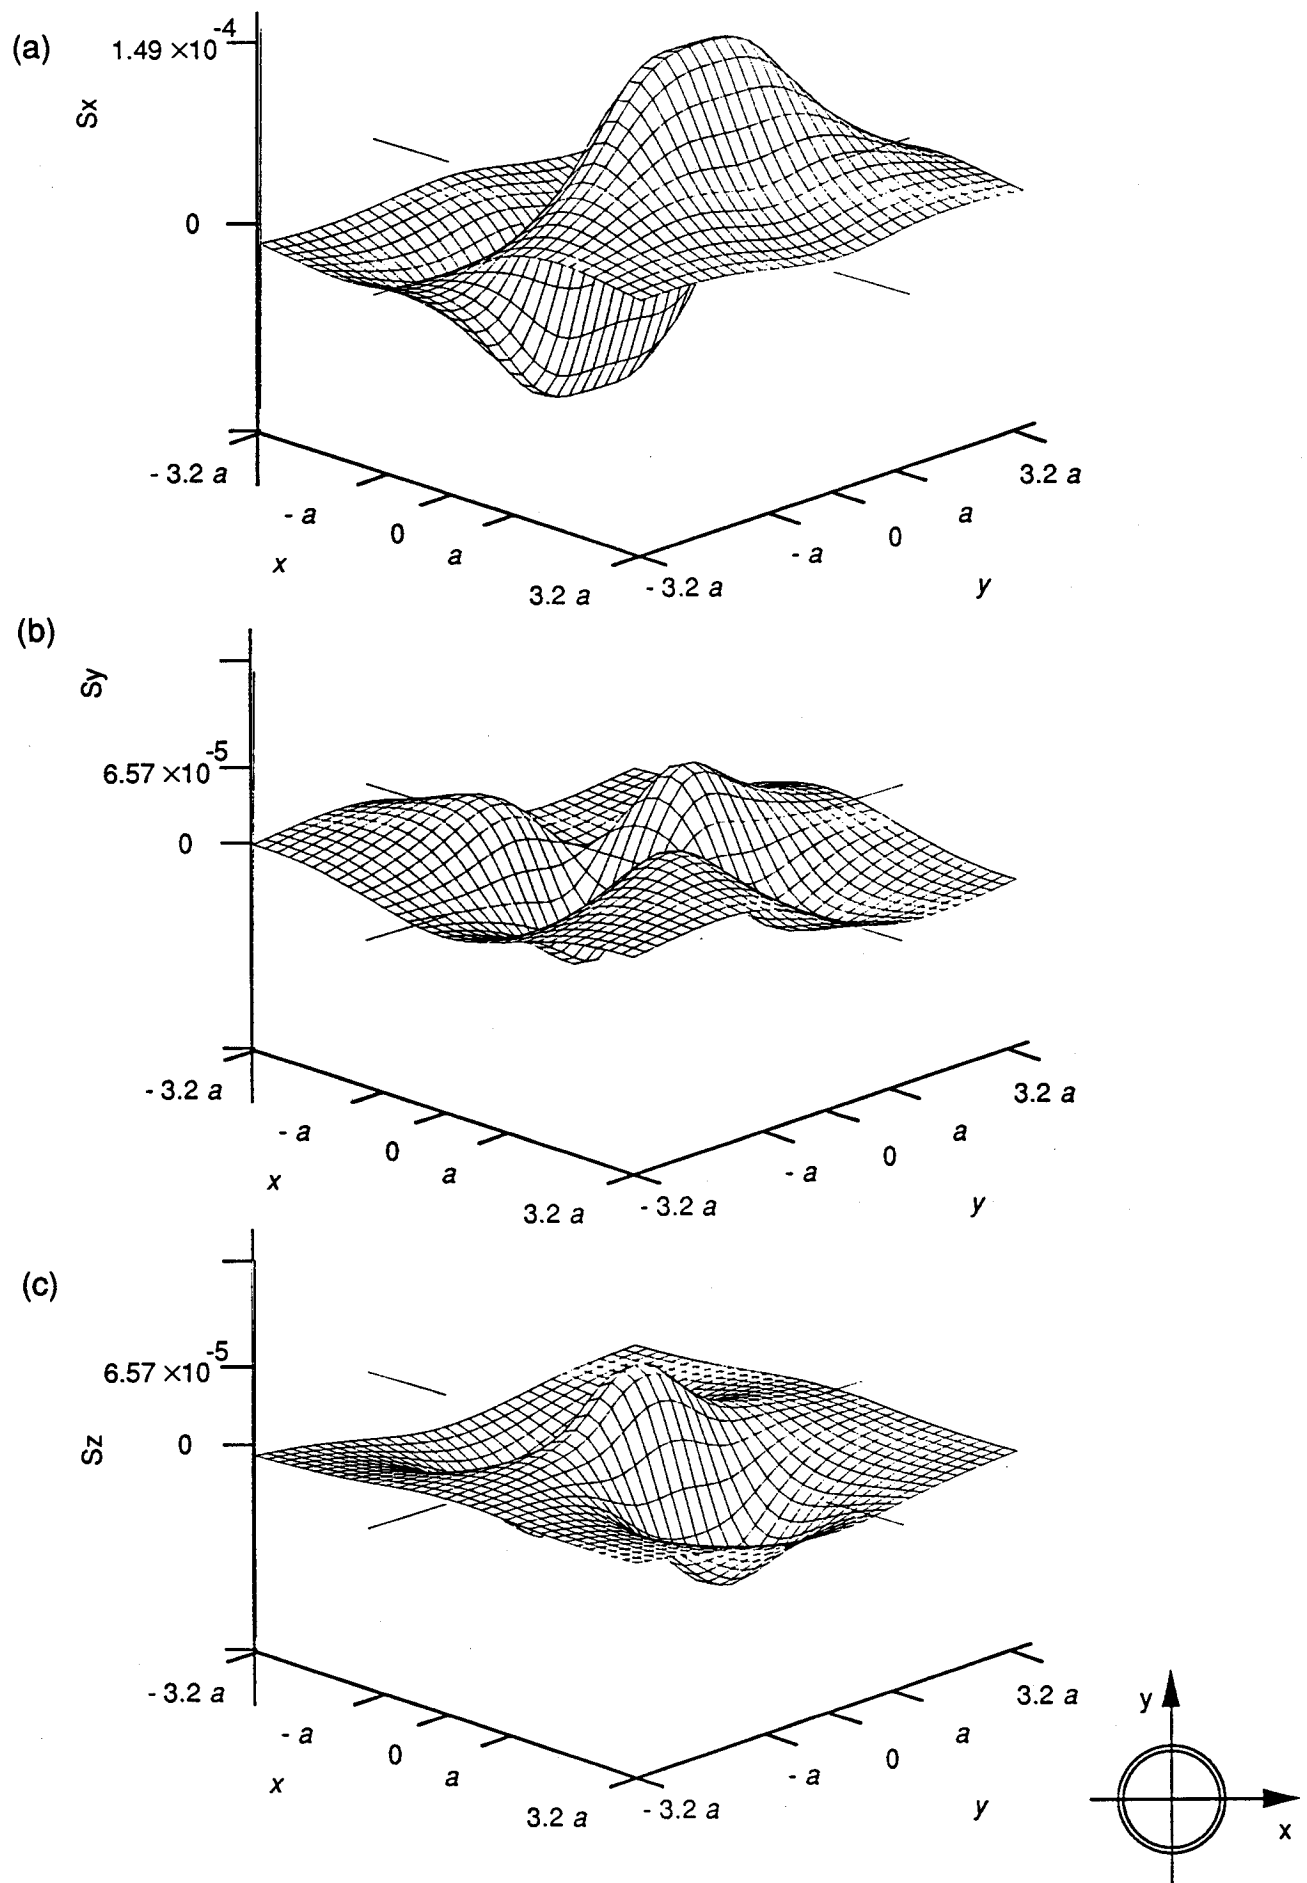 (a)
1.49 ×10-4
Sx
0
- 3.2 a
- a
0
a
3.2 a
x
- 3.2 a
- a
0
a
3.2 a
y
(b)
Sy
6.57 ×10-5
0
- 3.2 a
- a
0
a
3.2 a
x
- 3.2 a
- a
0
a
3.2 a
y
(c)
6.57 ×10-5
Sz
0
- 3.2 a
- a
0
a
3.2 a
x
- 3.2 a
- a
0
a
3.2 a
y
y
x